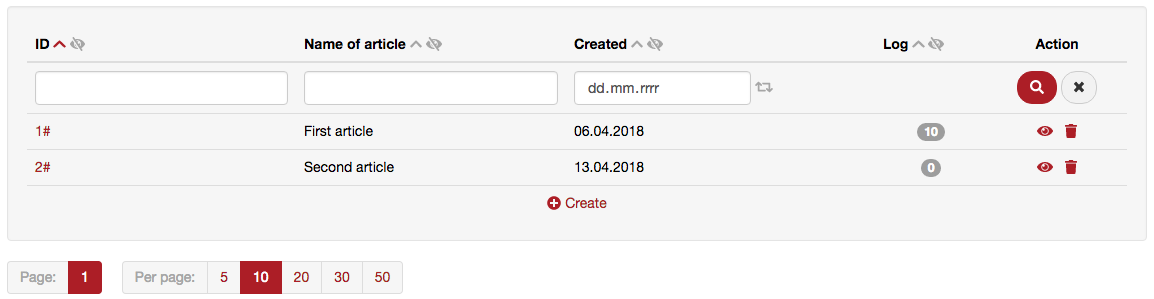 ID Name of article Created Log Action
dd.mm.rrrr
1# First article 06.04.2018 10
2# Second article 13.04.2018 0
Create
Page: 1 Per page: 5 10 20 30 50